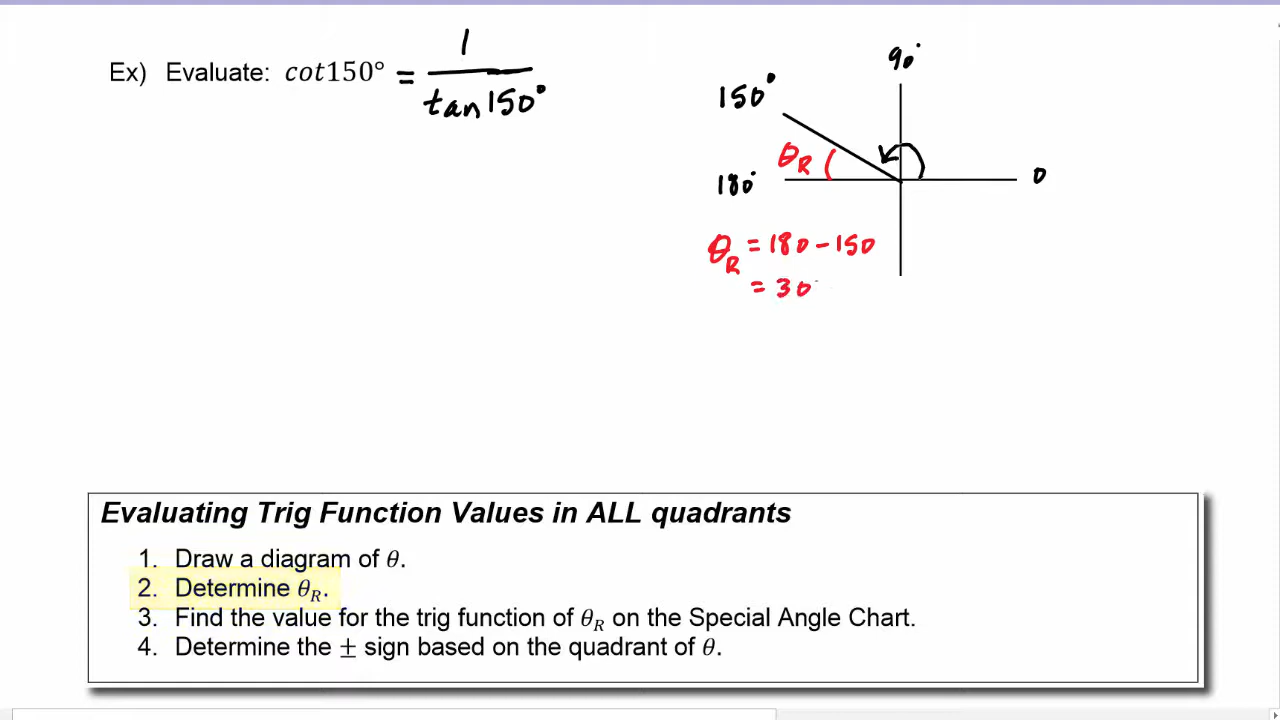 Ex) Evaluate: cot150° = 1 / tan150°
90°
150°
θR
180°
0
θR = 180 - 150
= 30
Evaluating Trig Function Values in ALL quadrants
1. Draw a diagram of θ.
2. Determine θR.
3. Find the value for the trig function of θR on the Special Angle Chart.
4. Determine the ± sign based on the quadrant of θ.